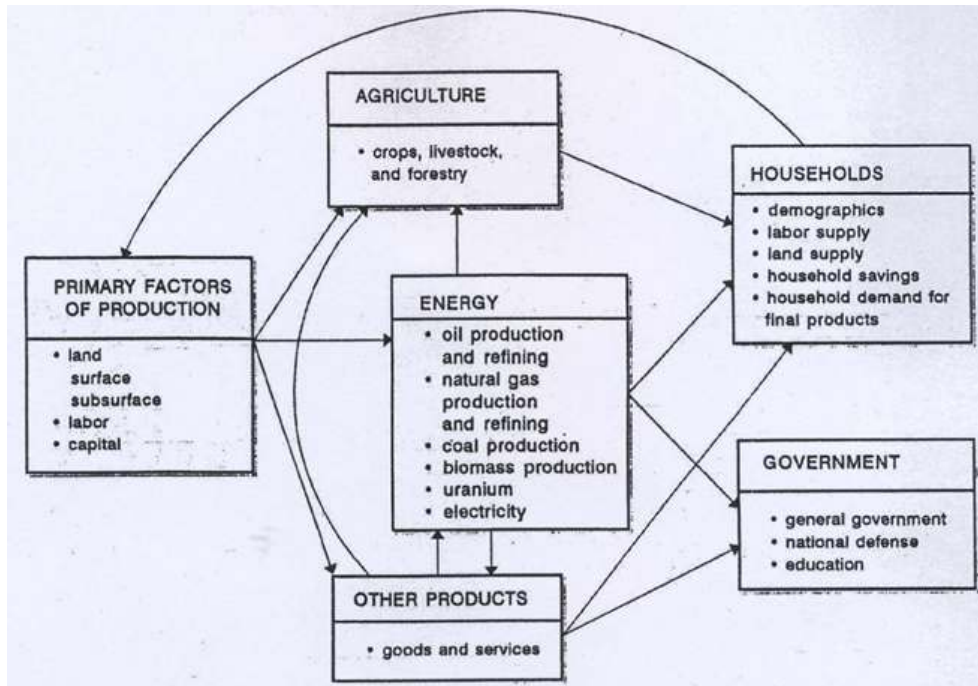 AGRICULTURE
• crops, livestock,
and forestry
HOUSEHOLDS
• demographics
• labor supply
• land supply
• household savings
• household demand for
final products
PRIMARY FACTORS
OF PRODUCTION
• land
surface
subsurface
• labor
• capital
ENERGY
• oil production
and refining
• natural gas
production
and refining
• coal production
• biomass production
• uranium
• electricity
GOVERNMENT
• general government
• national defense
• education
OTHER PRODUCTS
• goods and services